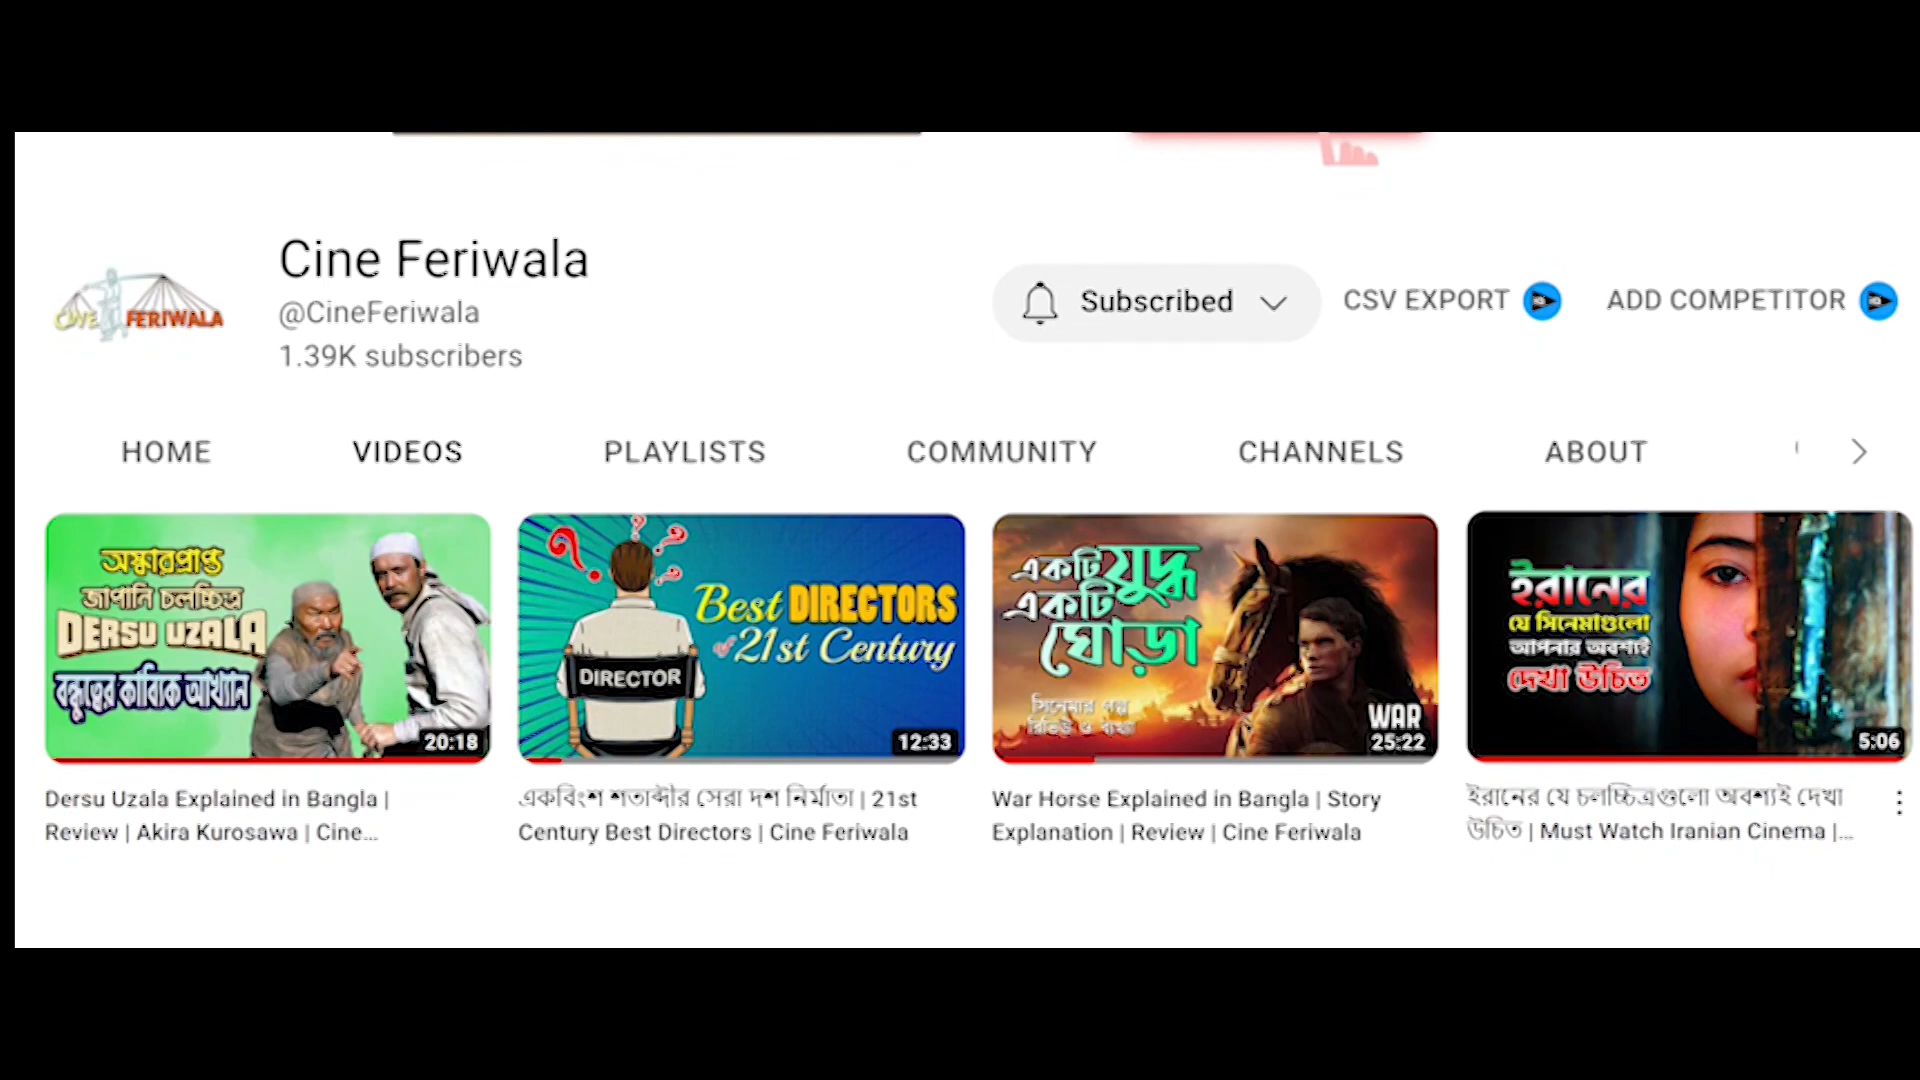 Cine Feriwala
@CineFeriwala
1.39K subscribers
CINE FERIWALA
Subscribed
CSV EXPORT
ADD COMPETITOR
HOME
VIDEOS
PLAYLISTS
COMMUNITY
CHANNELS
ABOUT
অস্কারপ্রাপ্ত
জাপানি চলচ্চিত্র
DERSU UZALA
বন্ধুত্বের কাব্যিক আখ্যান
20:18
Best DIRECTORS
of 21st Century
DIRECTOR
12:33
একটি যুদ্ধ
একটি
ঘোড়া
সিনেমার গল্প
রিভিউ ও ব্যাখ্যা
WAR
25:22
ইরানের
যে সিনেমাগুলো
আপনার অবশ্যই
দেখা উচিত
5:06
Dersu Uzala Explained in Bangla |
Review | Akira Kurosawa | Cine...
একবিংশ শতাব্দীর সেরা দশ নির্মাতা | 21st
Century Best Directors | Cine Feriwala
War Horse Explained in Bangla | Story
Explanation | Review | Cine Feriwala
ইরানের যে চলচ্চিত্রগুলো অবশ্যই দেখা
উচিত | Must Watch Iranian Cinema |...